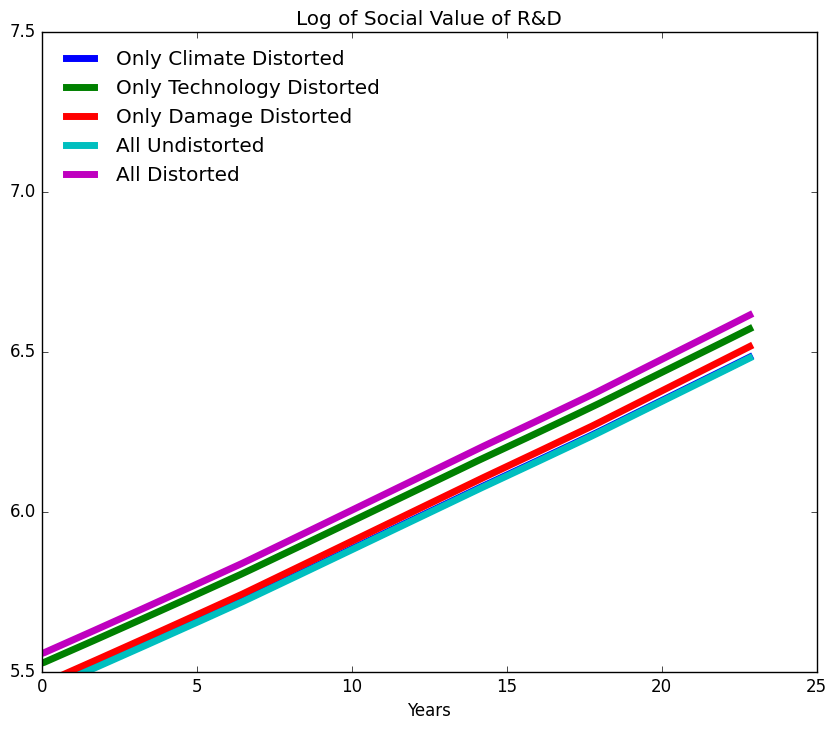 Log of Social Value of R&D
7.5
Only Climate Distorted
Only Technology Distorted
Only Damage Distorted
All Undistorted
All Distorted
7.0
6.5
6.0
5.5
0 5 10 15 20 25
Years